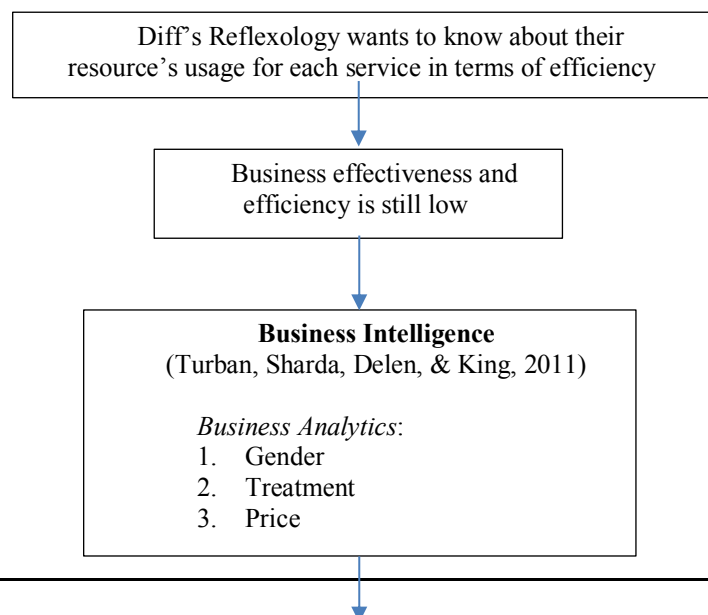 Diff’s Reflexology wants to know about their
resource’s usage for each service in terms of efficiency
Business effectiveness and
efficiency is still low
Business Intelligence
(Turban, Sharda, Delen, & King, 2011)
Business Analytics:
1. Gender
2. Treatment
3. Price